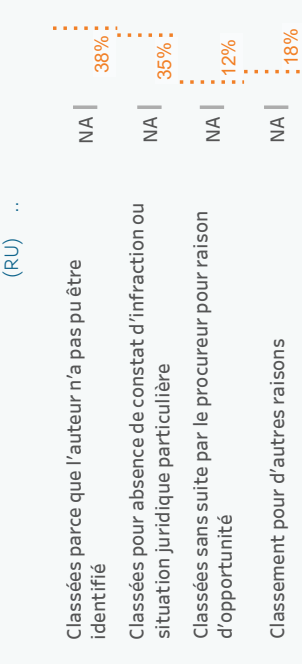 (RU) :
Classées parce que l'auteur n'a pas pu être
identifié
NA
38%
Classées pour absence de constat d'infraction ou
situation juridique particulière
NA
35%
Classées sans suite par le procureur pour raison
d'opportunité
NA
12%
Classement pour d'autres raisons
NA
18%